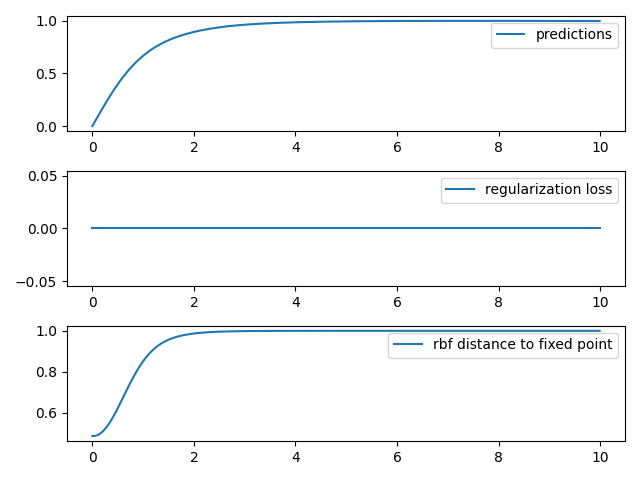 1.0
predictions
0.5
0.0
0 2 4 6 8 10
0.05
regularization loss
0.00
−0.05
0 2 4 6 8 10
1.0
rbf distance to fixed point
0.8
0.6
0 2 4 6 8 10